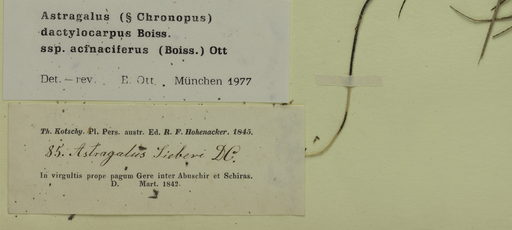 Astragalus (§ Chronopus)
dactylocarpus Boiss.
ssp. acinaciferus (Boiss.) Ott
Det.-rev. E. Ott, München 1977
Th. Kotschy. Pl. Pers. austr. Ed. R. F. Hohenacker. 1845.
85. Astragalus Sieberi DC.
In virgultis prope pagum Gere inter Abuschir et Schiras.
D. Mart. 1842.